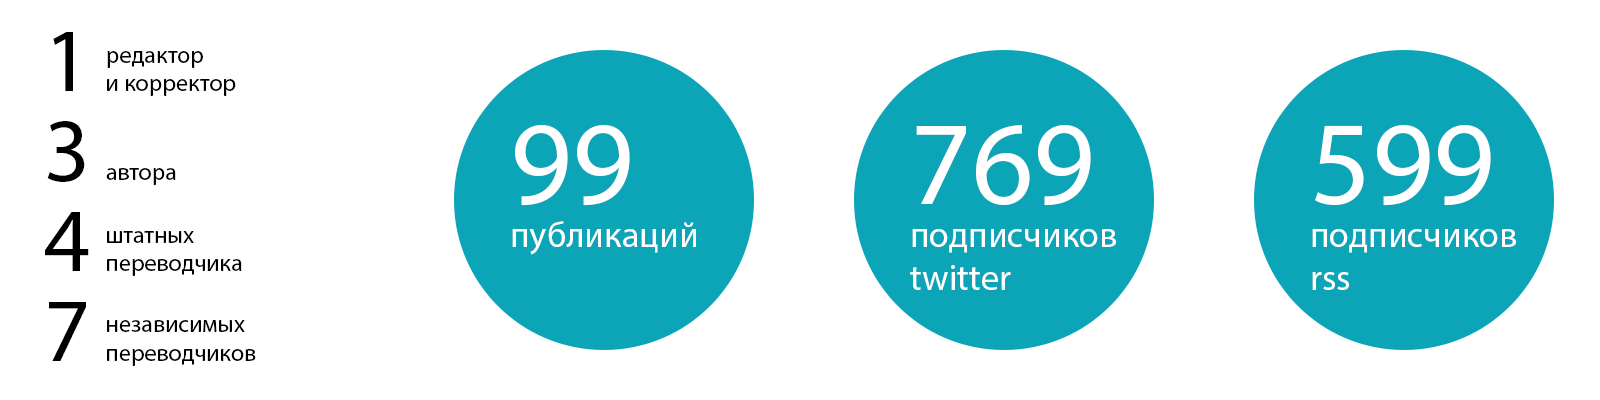 1 редактор
и корректор
3 автора
4 штатных
переводчика
7 независимых
переводчиков
99
публикаций
769
подписчиков
twitter
599
подписчиков
rss